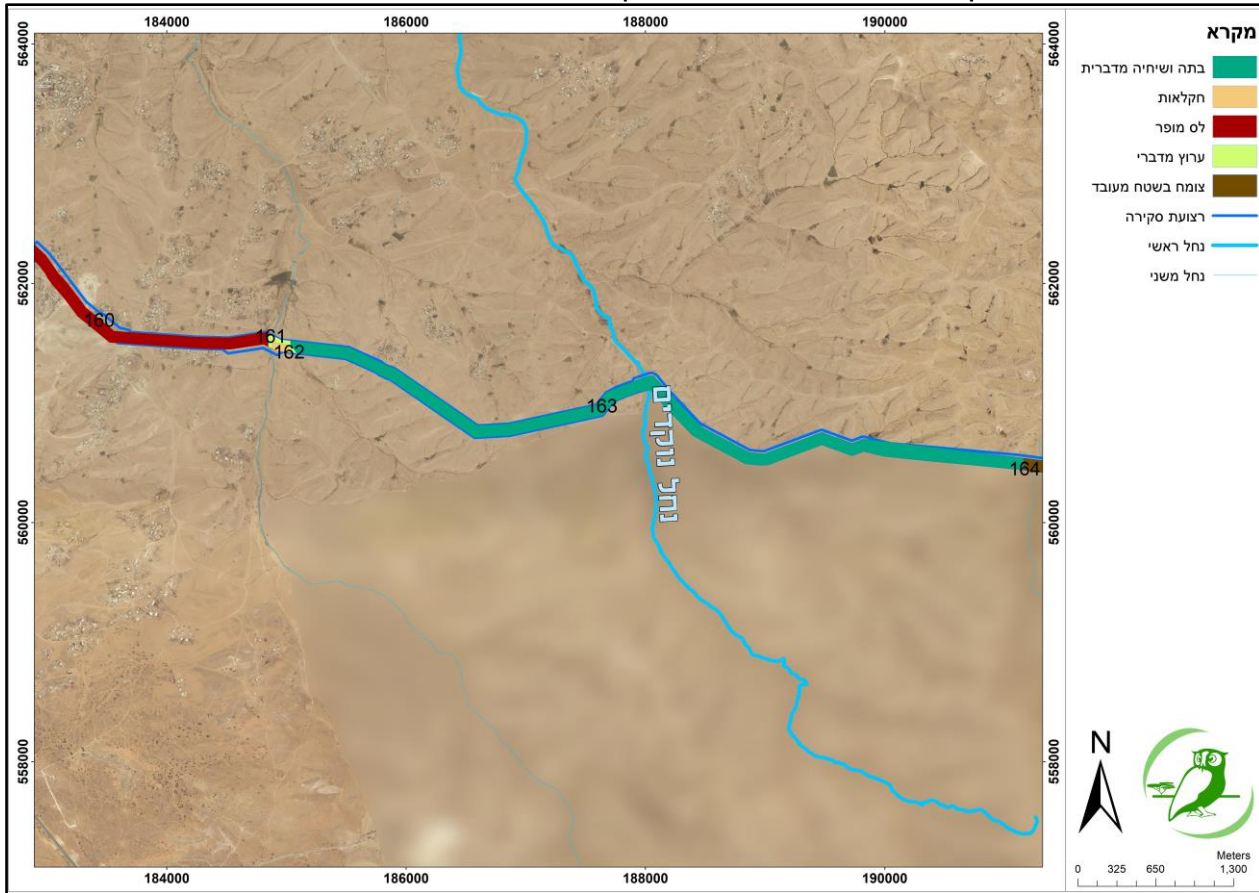 184000 186000 188000 190000
564000
562000
560000
558000
564000
562000
560000
558000
160
161
162
163
164
נחל נוקדים
184000 186000 188000 190000
מקרא
בתה ושיחיה מדברית
חקלאות
לס מופר
ערוץ מדברי
צומח בשטח מעובד
רצועת סקירה
נחל ראשי
נחל משני
N
Meters
0 325 650 1,300